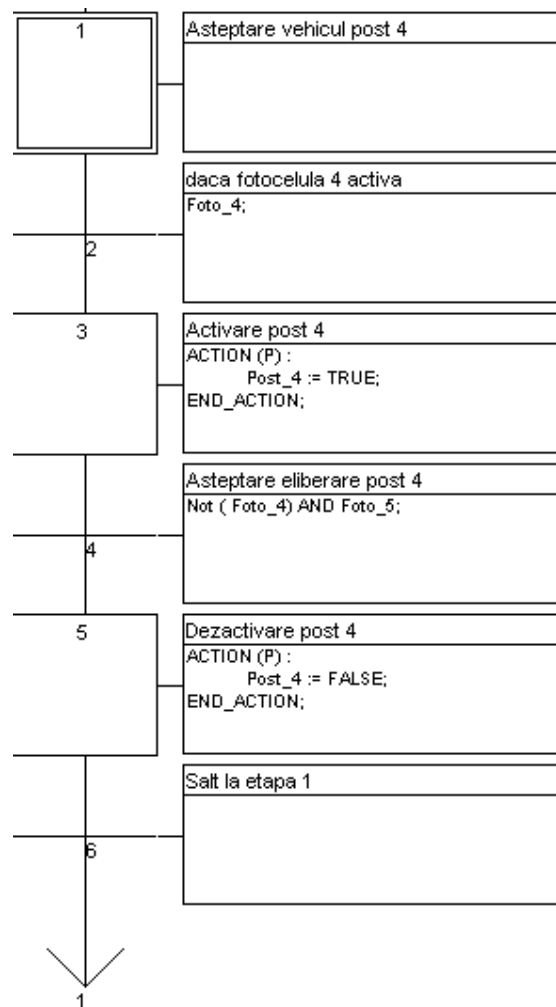 1
Asteptare vehicul post 4
daca fotocelula 4 activa
Foto_4;
2
3
Activare post 4
ACTION (P) :
Post_4 := TRUE;
END_ACTION;
Asteptare eliberare post 4
Not ( Foto_4) AND Foto_5;
4
5
Dezactivare post 4
ACTION (P) :
Post_4 := FALSE;
END_ACTION;
Salt la etapa 1
6
1